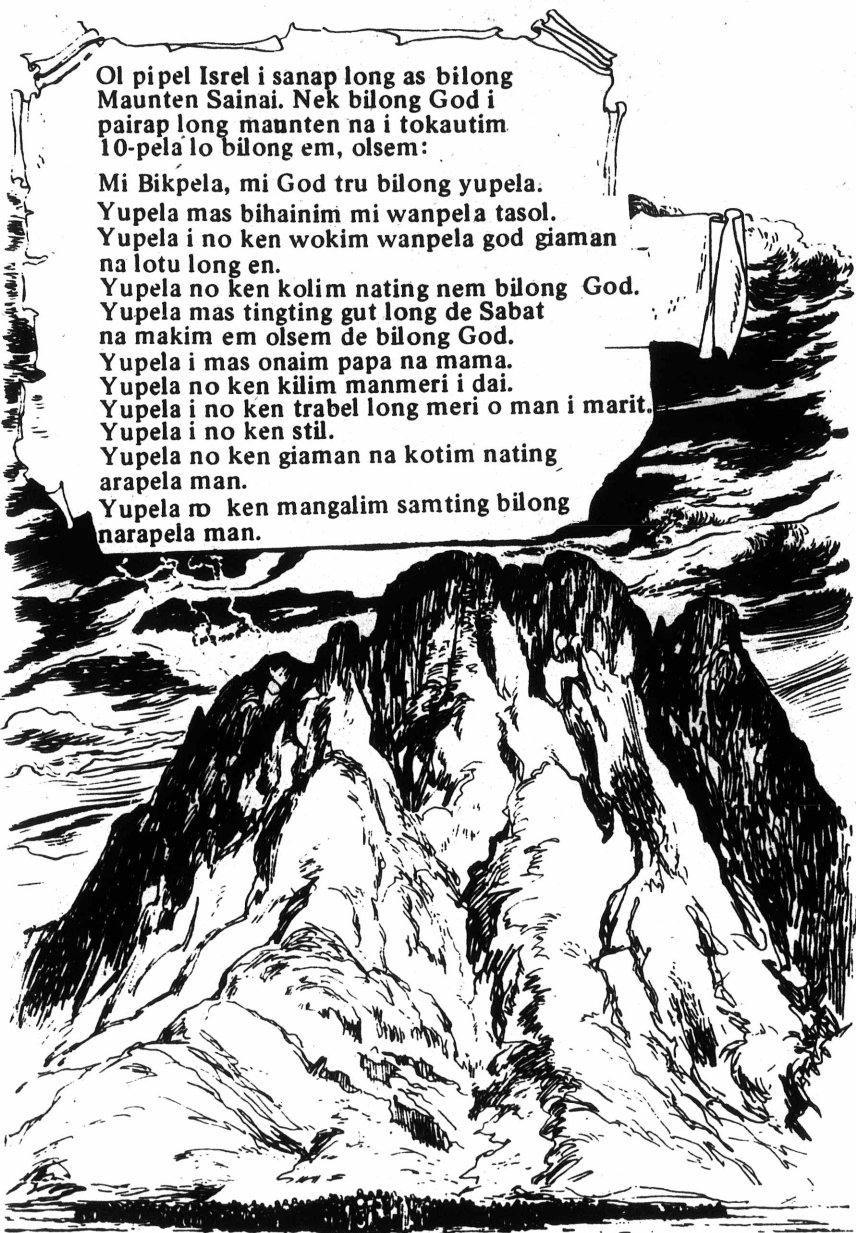 Ol pipel Isrel i sanap long as bilong
Maunten Sainai. Nek bilong God i
pairap long maunten na i tokautim
10-pela lo bilong em, olsem:
Mi Bikpela, mi God tru bilong yupela.
Yupela mas bihainim mi wanpela tasol.
Yupela i no ken wokim wanpela god giaman
na lotu long en.
Yupela no ken kolim nating nem bilong God.
Yupela mas tingting gut long de Sabat
na makim em olsem de bilong God.
Yupela i mas onaim papa na mama.
Yupela no ken kilim manmeri i dai.
Yupela i no ken trabel long meri o man i marit.
Yupela i no ken stil.
Yupela no ken giaman na kotim nating
arapela man.
Yupela no ken mangalim samting bilong
narapela man.